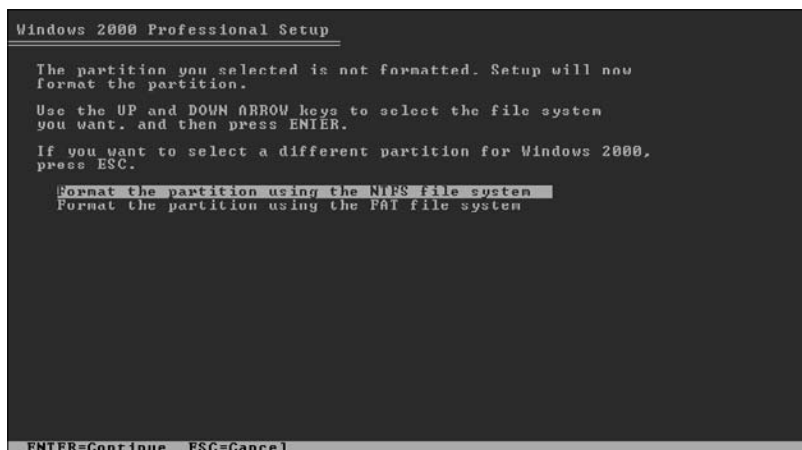 Windows 2000 Professional Setup
The partition you selected is not formatted. Setup will now
format the partition.
Use the UP and DOWN ARROW keys to select the file system
you want. and then press ENTER.
If you want to select a different partition for Windows 2000,
press ESC.
Format the partition using the NTFS file system
Format the partition using the FAT file system
ENTER=Continue ESC=Cancel